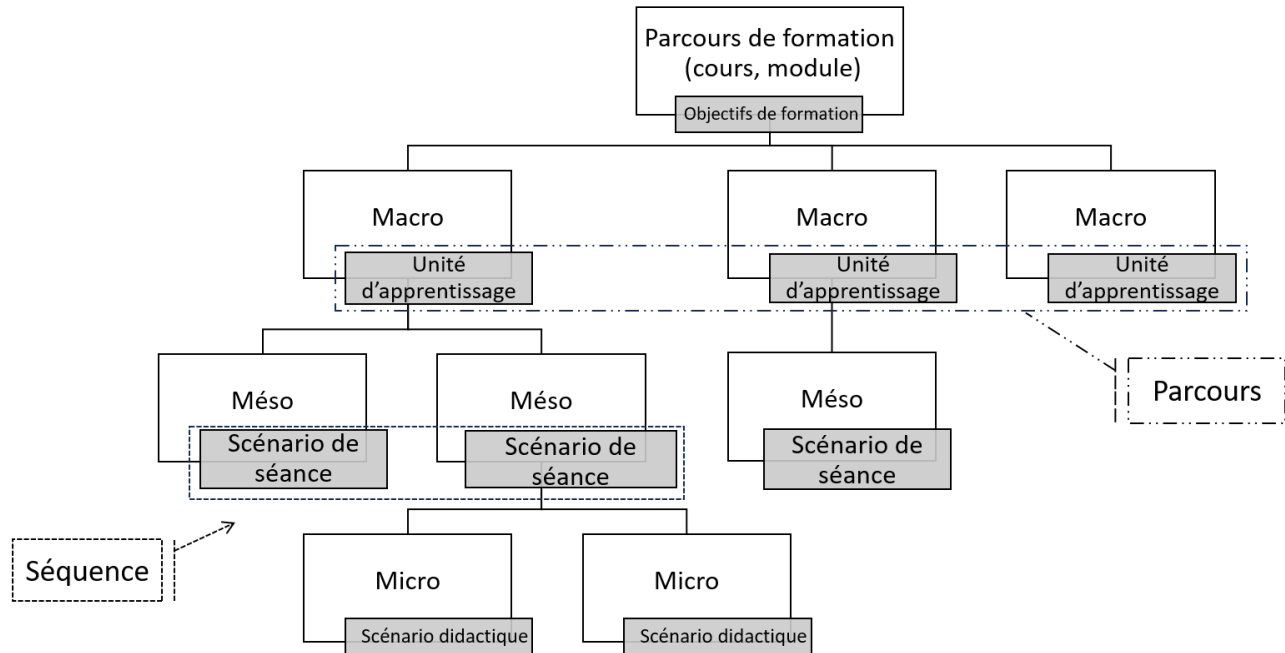 Parcours de formation
(cours, module)
Objectifs de formation
Macro
Unité
d’apprentissage
Macro
Unité
d’apprentissage
Macro
Unité
d’apprentissage
Méso
Scénario de
séance
Méso
Scénario de
séance
Méso
Scénario de
séance
Parcours
Séquence
Micro
Scénario didactique
Micro
Scénario didactique